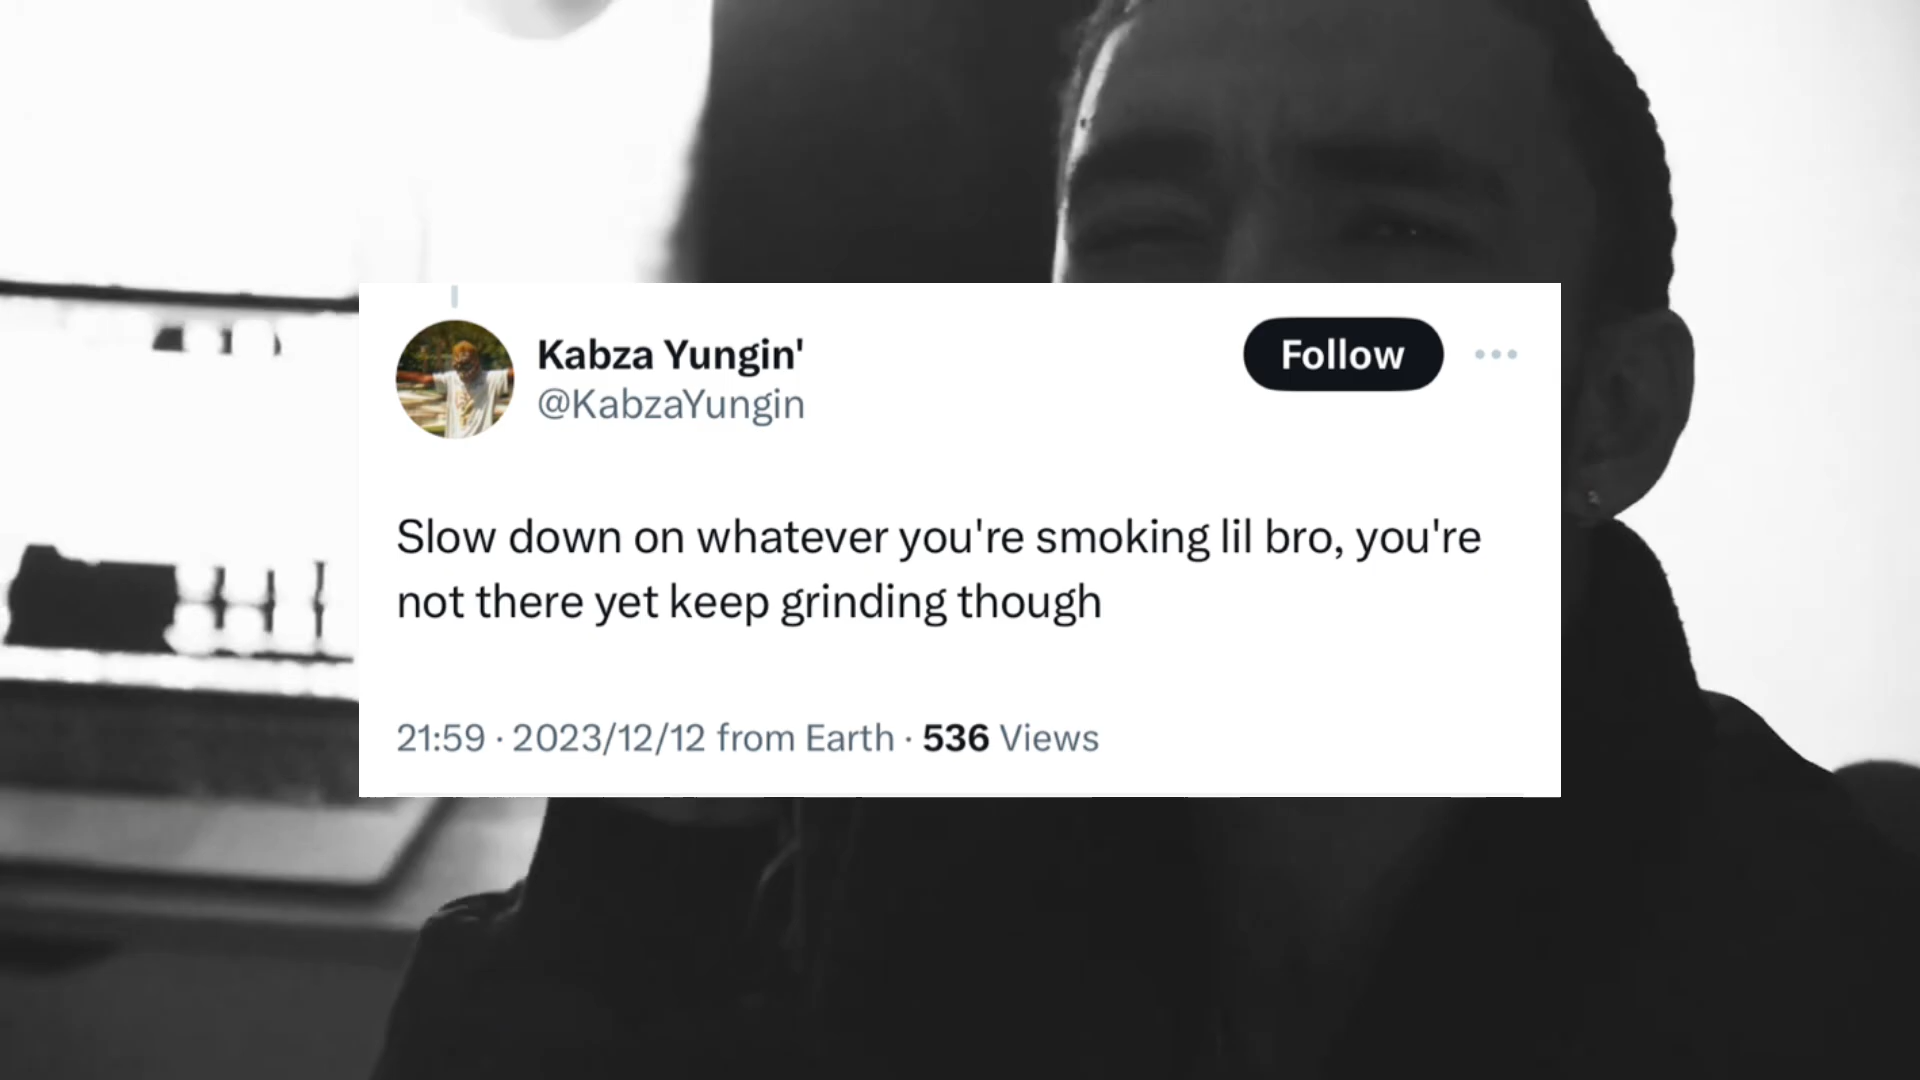 Kabza Yungin'
@KabzaYungin
Follow
Slow down on whatever you're smoking lil bro, you're
not there yet keep grinding though
21:59 · 2023/12/12 from Earth · 536 Views